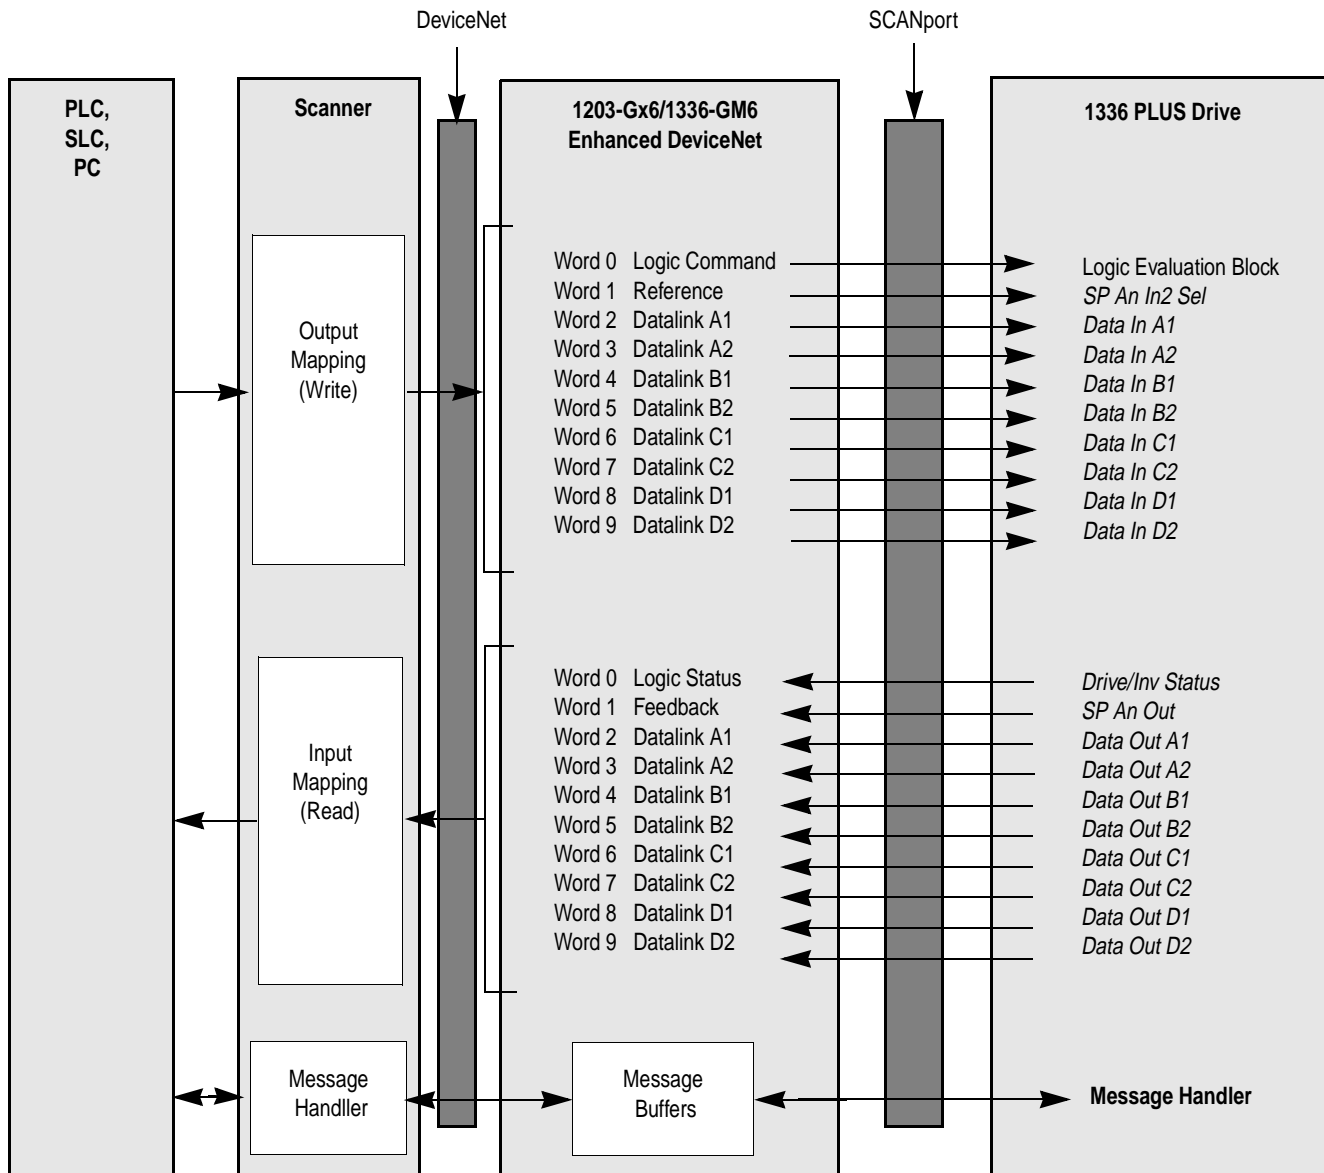 DeviceNet
SCANport
PLC,
SLC,
PC
Scanner
1203-Gx6/1336-GM6
Enhanced DeviceNet
1336 PLUS Drive
Output
Mapping
(Write)
Word 0 Logic Command
Word 1 Reference
Word 2 Datalink A1
Word 3 Datalink A2
Word 4 Datalink B1
Word 5 Datalink B2
Word 6 Datalink C1
Word 7 Datalink C2
Word 8 Datalink D1
Word 9 Datalink D2
Logic Evaluation Block
SP An In2 Sel
Data In A1
Data In A2
Data In B1
Data In B2
Data In C1
Data In C2
Data In D1
Data In D2
Input
Mapping
(Read)
Word 0 Logic Status
Word 1 Feedback
Word 2 Datalink A1
Word 3 Datalink A2
Word 4 Datalink B1
Word 5 Datalink B2
Word 6 Datalink C1
Word 7 Datalink C2
Word 8 Datalink D1
Word 9 Datalink D2
Drive/Inv Status
SP An Out
Data Out A1
Data Out A2
Data Out B1
Data Out B2
Data Out C1
Data Out C2
Data Out D1
Data Out D2
Message
Handller
Message
Buffers
Message Handler